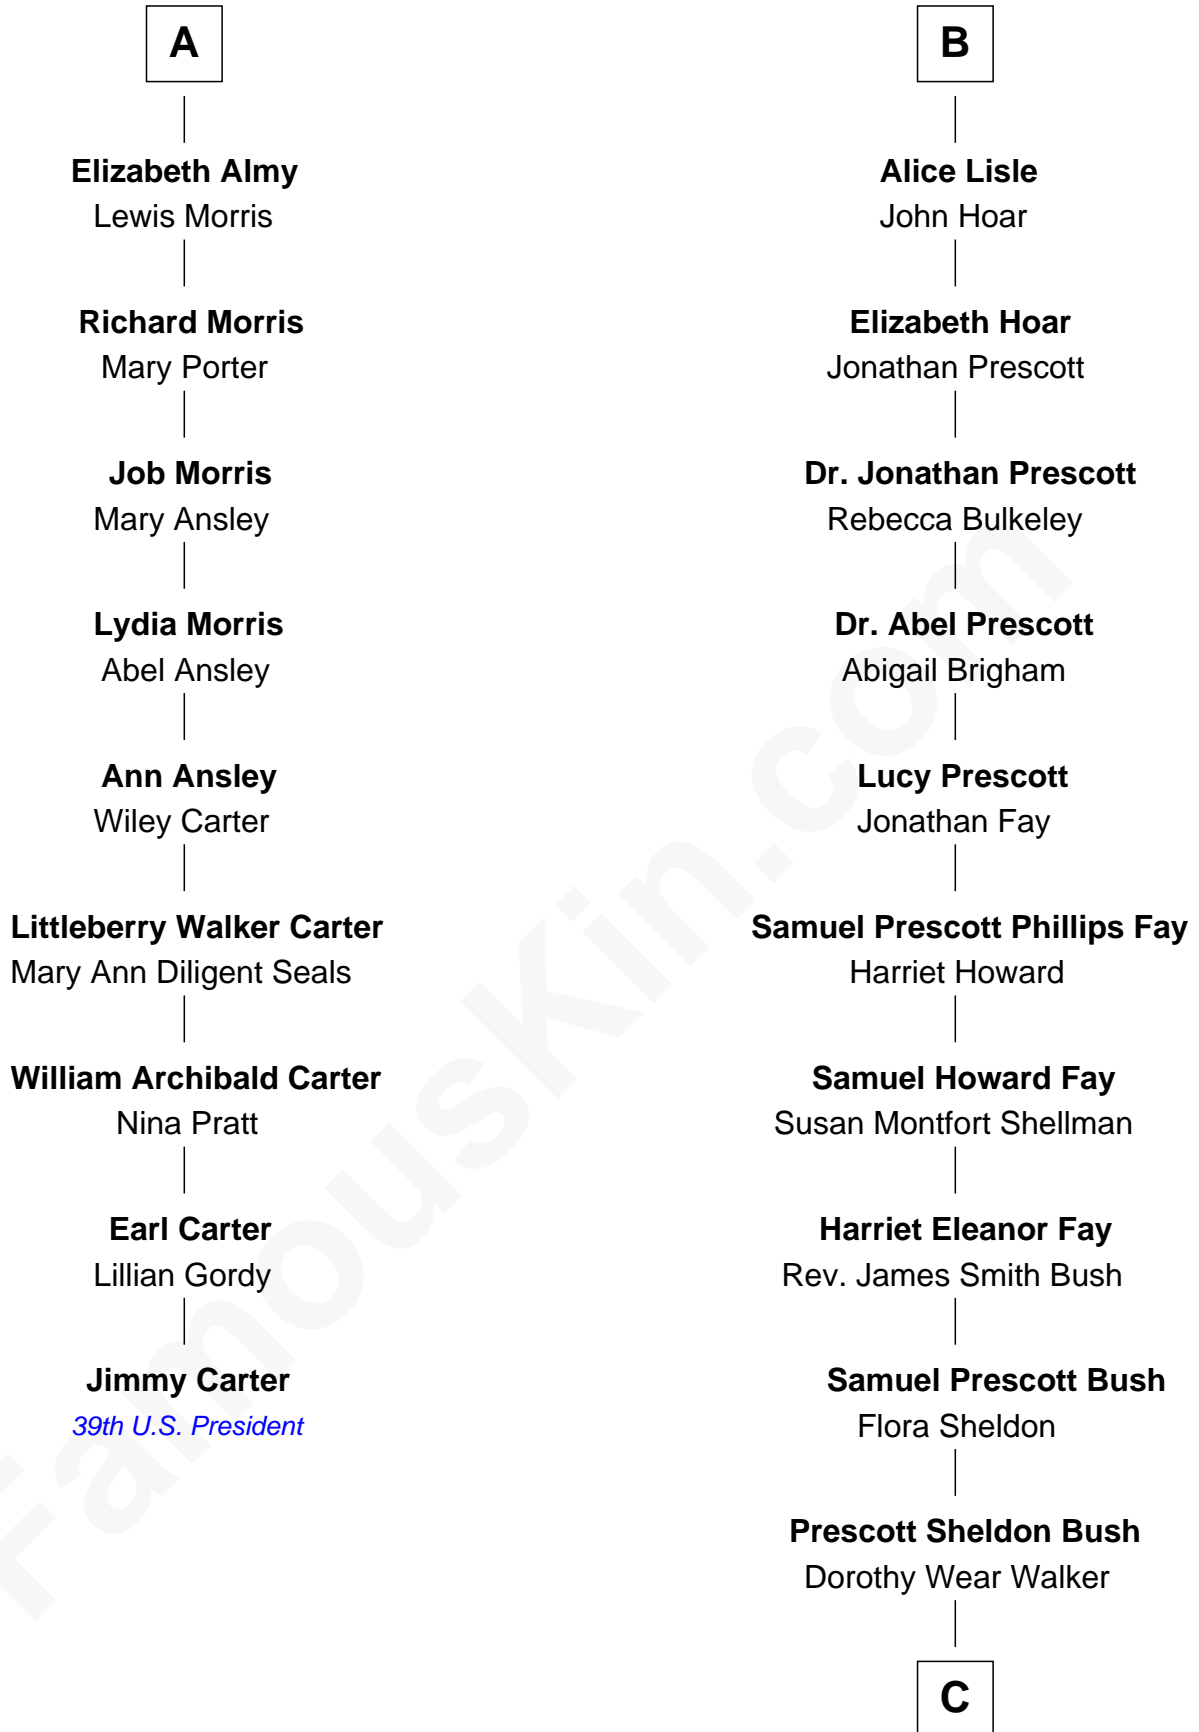 A
Elizabeth Almy
Lewis Morris
Richard Morris
Mary Porter
Job Morris
Mary Ansley
Lydia Morris
Abel Ansley
Ann Ansley
Wiley Carter
Littleberry Walker Carter
Mary Ann Diligent Seals
William Archibald Carter
Nina Pratt
Earl Carter
Lillian Gordy
Jimmy Carter
39th U.S. President
B
Alice Lisle
John Hoar
Elizabeth Hoar
Jonathan Prescott
Dr. Jonathan Prescott
Rebecca Bulkeley
Dr. Abel Prescott
Abigail Brigham
Lucy Prescott
Jonathan Fay
Samuel Prescott Phillips Fay
Harriet Howard
Samuel Howard Fay
Susan Montfort Shellman
Harriet Eleanor Fay
Rev. James Smith Bush
Samuel Prescott Bush
Flora Sheldon
Prescott Sheldon Bush
Dorothy Wear Walker
C
FamousKin.com